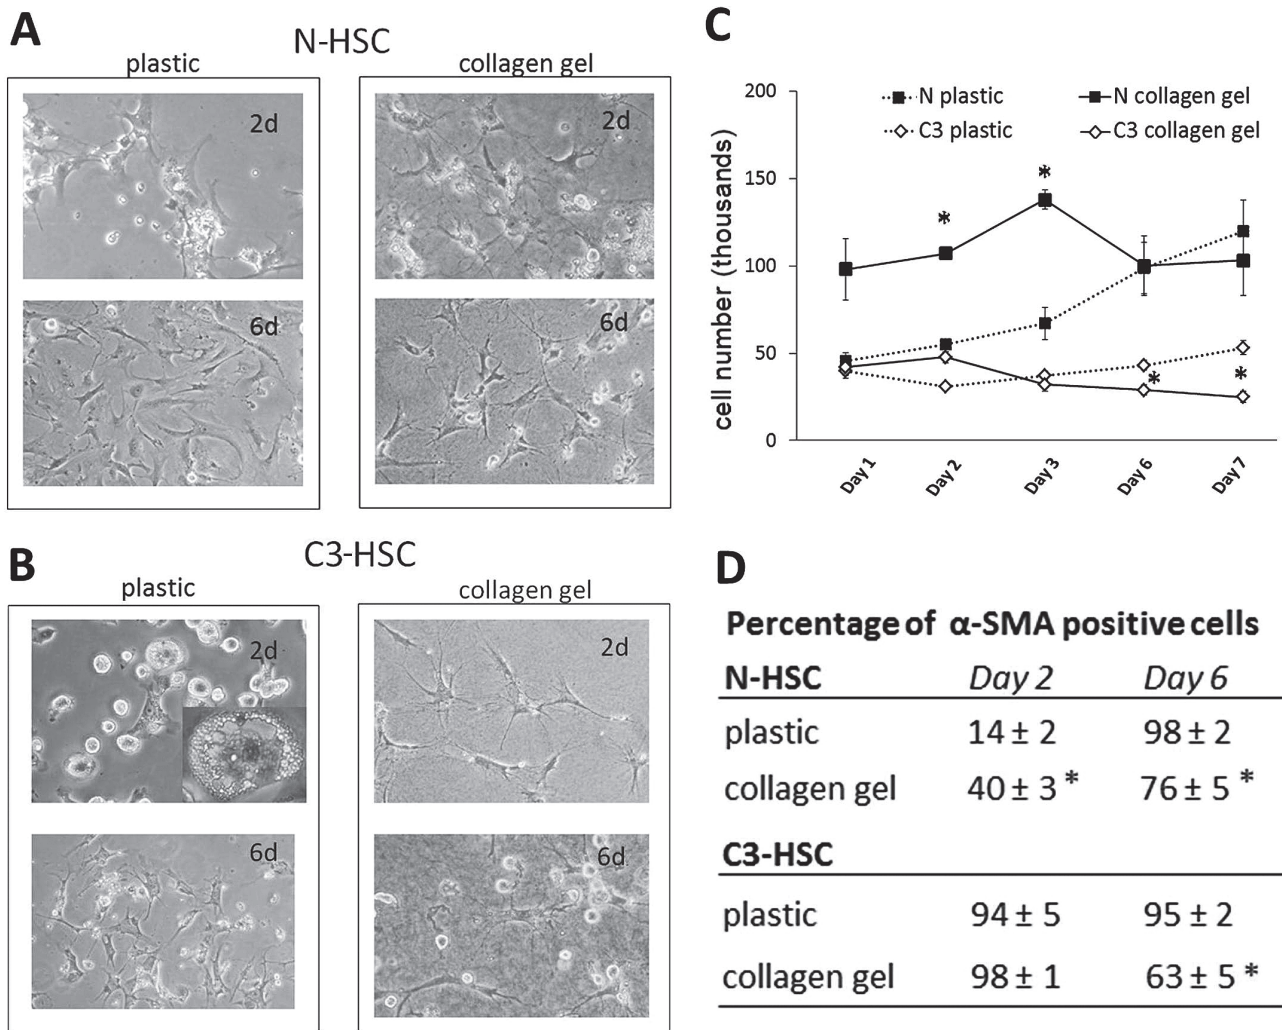 A
N-HSC
plastic
collagen gel
2d
2d
6d
6d
B
C3-HSC
plastic
collagen gel
2d
2d
6d
6d
C
cell number (thousands)
200
150
100
50
0
N plastic
N collagen gel
C3 plastic
C3 collagen gel
*
*
*
*
Day 1
Day 2
Day 3
Day 6
Day 7
D
Percentage of α-SMA positive cells
N-HSC Day 2 Day 6
plastic 14 ± 2 98 ± 2
collagen gel 40 ± 3 * 76 ± 5 *
C3-HSC
plastic 94 ± 5 95 ± 2
collagen gel 98 ± 1 63 ± 5 *